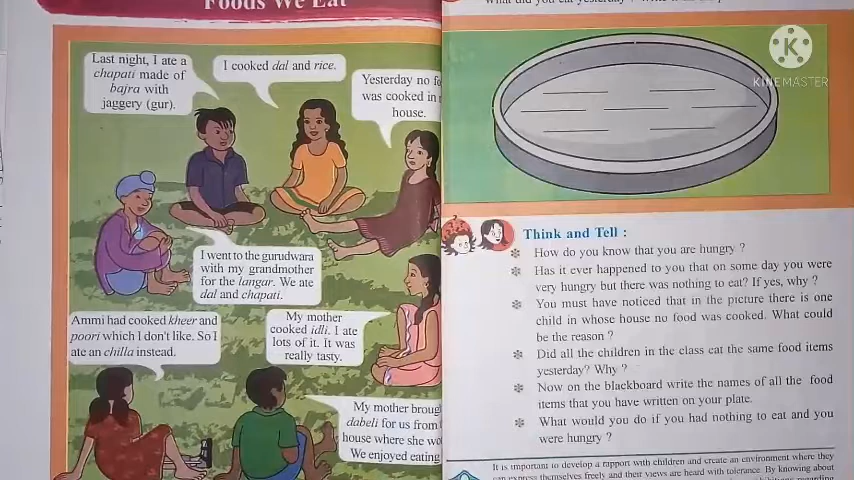 Foods We Eat
Last night, I ate a
chapati made of
bajra with
jaggery (gur).
I cooked dal and rice.
Yesterday no
was cooked in
house.
I went to the gurudwara
with my grandmother
for the langar. We ate
dal and chapati.
Ammi had cooked kheer and
poori which I don't like. So I
ate an chilla instead.
My mother
cooked idli. I ate
lots of it. It was
really tasty.
My mother
dabeli for us from
house where she
We enjoyed eating
KINEMASTER
Think and Tell :
How do you know that you are hungry ?
Has it ever happened to you that on some day you were
very hungry but there was nothing to eat? If yes, why ?
You must have noticed that in the picture there is one
child in whose house no food was cooked. What could
be the reason ?
Did all the children in the class eat the same food items
yesterday? Why ?
Now on the blackboard write the names of all the food
items that you have written on your plate.
What would you do if you had nothing to eat and you
were hungry ?
It is important to develop a rapport with children and create an environment where they
can express themselves freely and their views are heard with tolerance. By knowing about